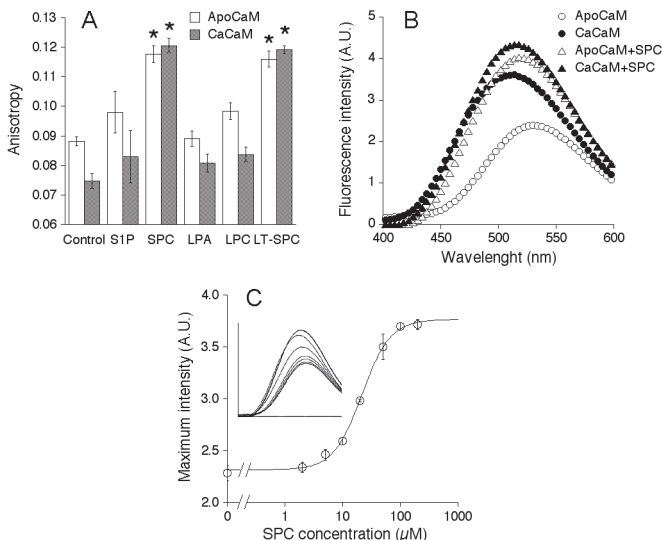 A
ApoCaM
CaCaM
Anisotropy
0.13
0.12
0.11
0.10
0.09
0.08
0.07
0.06
* * * *
Control S1P SPC LPA LPC LT-SPC
B
ApoCaM
CaCaM
ApoCaM+SPC
CaCaM+SPC
Fluorescence intensity (A.U.)
5
4
3
2
1
0
400 450 500 550 600
Wavelenght (nm)
C
Maximum intensity (A.U.)
4.0
3.5
3.0
2.5
2.0
0 1 10 100 1000
SPC concentration (µM)